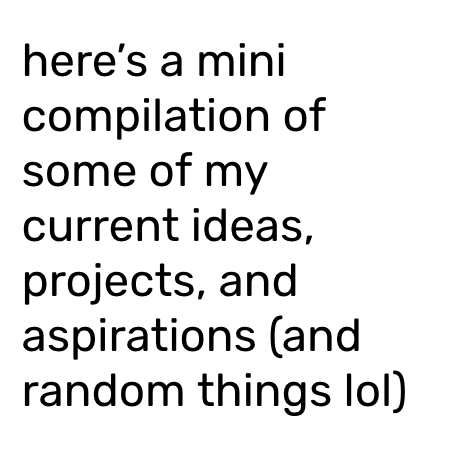 here’s a mini
compilation of
some of my
current ideas,
projects, and
aspirations (and
random things lol)